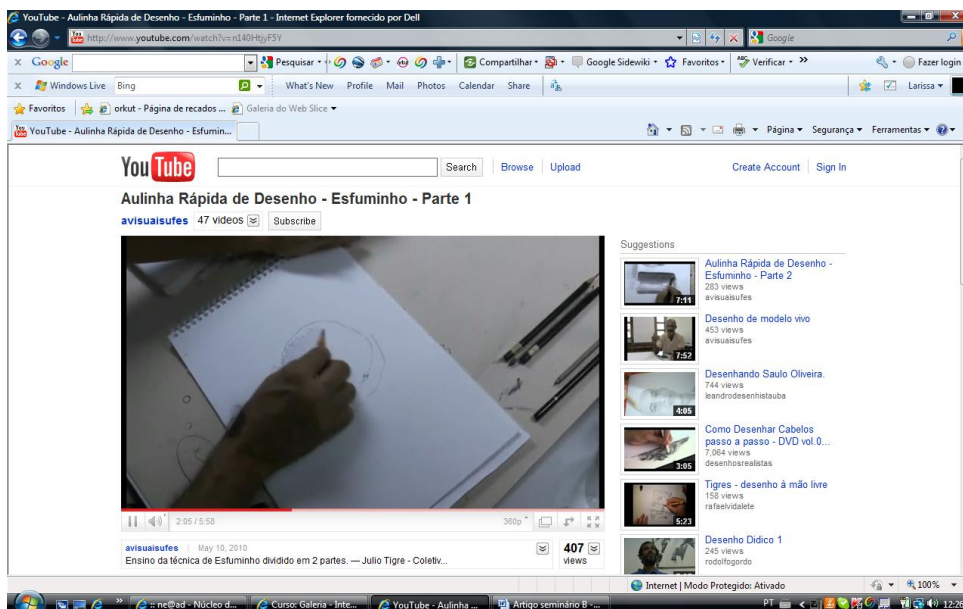 YouTube - Aulinha Rápida de Desenho - Esfuminho - Parte 1 - Internet Explorer fornecido por Dell
http://www.youtube.com/watch?v=n140HtjyF5Y
Google
x Google Pesquisar Compartilhar Google Sidewiki Favoritos Verificar Fazer login
x Windows Live Bing What's New Profile Mail Photos Calendar Share Larissa
Favoritos orkut - Página de recados ... Galeria do Web Slice
YouTube - Aulinha Rápida de Desenho - Esfumin... Página Segurança Ferramentas
YouTube Search Browse Upload Create Account Sign In
Aulinha Rápida de Desenho - Esfuminho - Parte 1
avisuaisufes 47 videos Subscribe
Suggestions
Aulinha Rápida de Desenho -
Esfuminho - Parte 2
283 views
avisuaisufes
7:11
Desenho de modelo vivo
453 views
avisuaisufes
7:52
Desenhando Saulo Oliveira.
744 views
leandrodesenhistauba
4:05
Como Desenhar Cabelos
passo a passo - DVD vol.0...
7,064 views
desenhosrealistas
3:05
Tigres - desenho à mão livre
158 views
rafaelvidalete
5:23
Desenho Didico 1
245 views
rodolfogordo
2:05 / 5:58 360p
avisuaisufes May 10, 2010
Ensino da técnica de Esfuminho dividido em 2 partes. — Julio Tigre - Coletiv...
407
views
Internet | Modo Protegido: Ativado 100%
:: ne@ad - Núcleo d... Curso: Galeria - Inte... YouTube - Aulinha ... Artigo seminário B -... PT 12:26